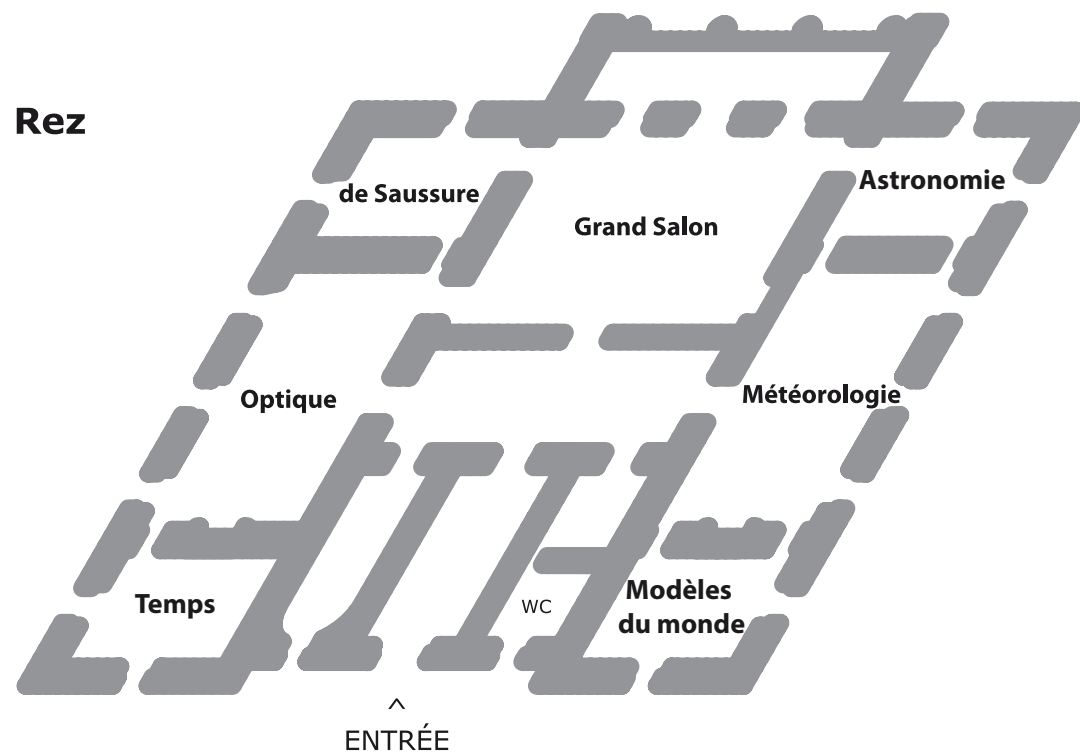 Rez
de Saussure
Astronomie
Grand Salon
Optique
Météorologie
Temps
WC
Modèles
du monde
^
ENTRÉE